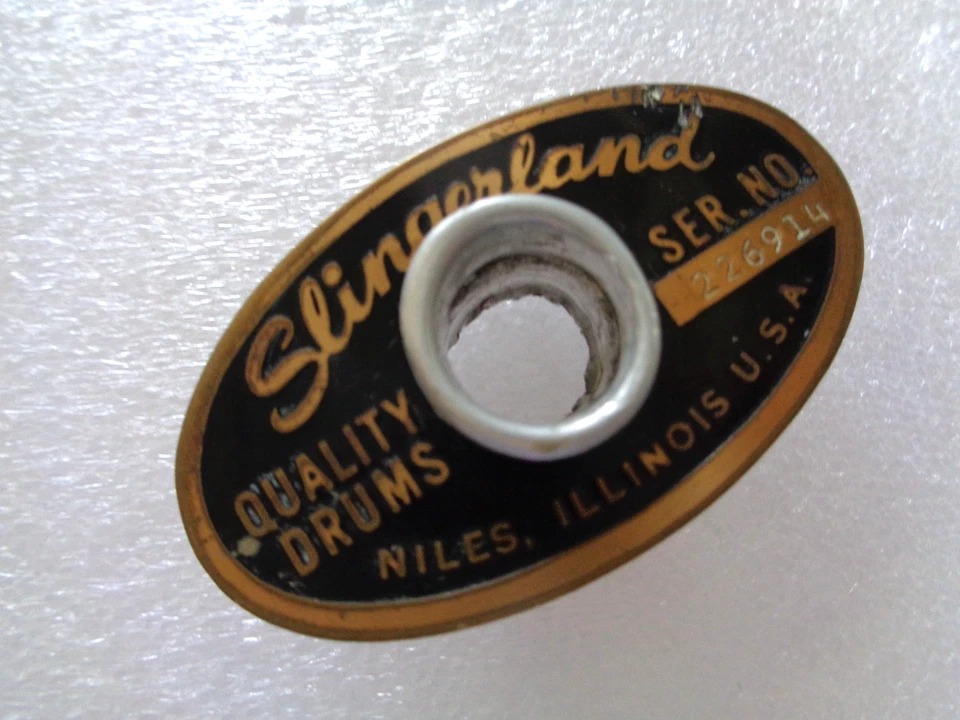 Slingerland
SER. NO.
226914
QUALITY
DRUMS
NILES, ILLINOIS U.S.A.